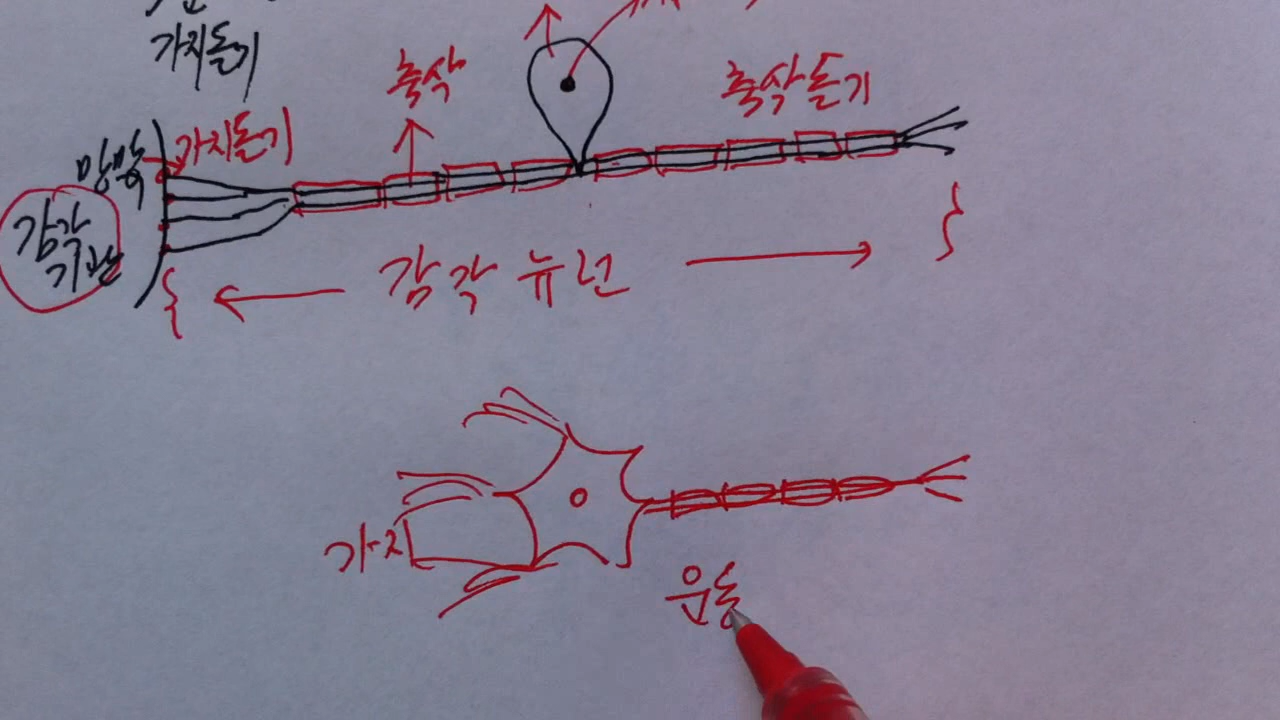 가지돌기
축삭
축삭돌기
가지돌기
망막
감각
기관
감각 뉴런
가지
운동